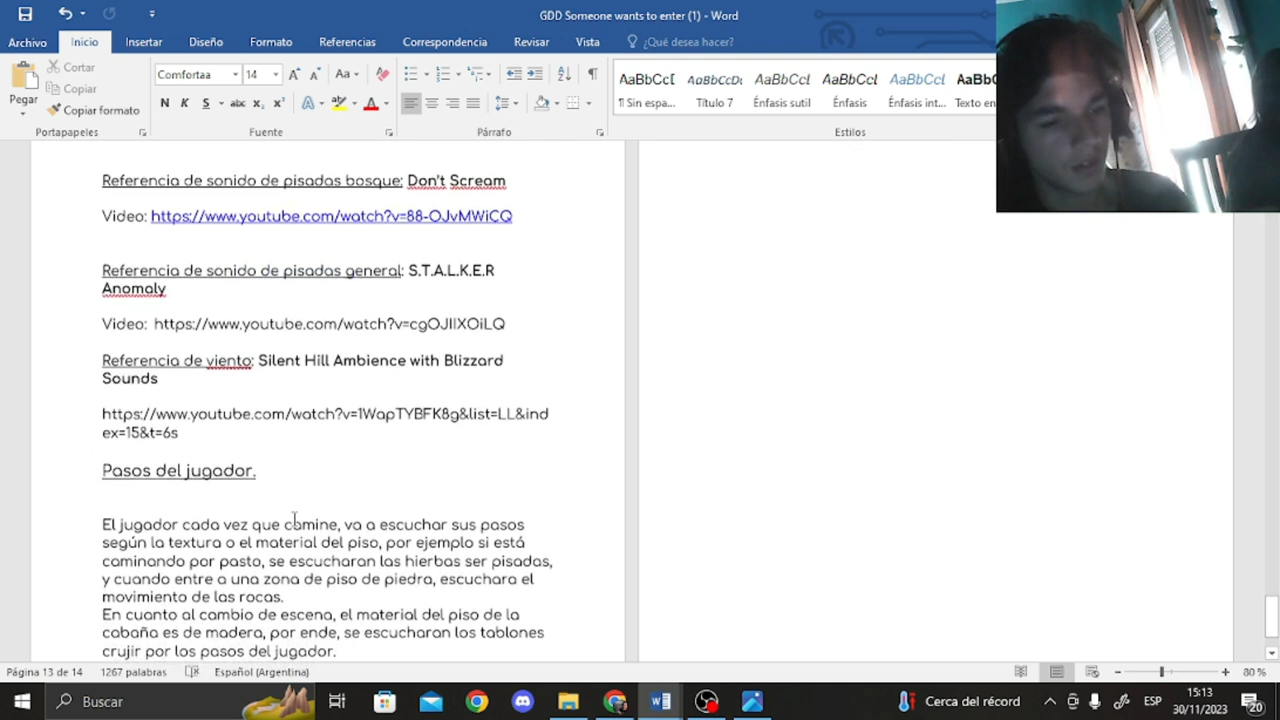 GDD Someone wants to enter (1) - Word
Archivo Inicio Insertar Diseño Formato Referencias Correspondencia Revisar Vista ¿Qué desea hacer?
Pegar
Cortar
Copiar
Copiar formato
Portapapeles
Comfortaa 14
Fuente
Párrafo
AaBbCcD AaBbCcDc AaBbCcI AaBbCcI AaBbCcI AaBbC
¶ Sin espa... Título 7 Énfasis sutil Énfasis Énfasis int... Texto en
Estilos
Referencia de sonido de pisadas bosque: Don't Scream
Video: https://www.youtube.com/watch?v=88-OJvMWiCQ
Referencia de sonido de pisadas general: S.T.A.L.K.E.R
Anomaly
Video: https://www.youtube.com/watch?v=cgOJIIXOiLQ
Referencia de viento: Silent Hill Ambience with Blizzard
Sounds
https://www.youtube.com/watch?v=1WapTYBFK8g&list=LL&ind
ex=15&t=6s
Pasos del jugador.
El jugador cada vez que camine, va a escuchar sus pasos
según la textura o el material del piso, por ejemplo si está
caminando por pasto, se escucharan las hierbas ser pisadas,
y cuando entre a una zona de piso de piedra, escuchara el
movimiento de las rocas.
En cuanto al cambio de escena, el material del piso de la
cabaña es de madera, por ende, se escucharan los tablones
crujir por los pasos del jugador.
Página 13 de 14 1267 palabras Español (Argentina) 80 %
Buscar Cerca del récord ESP 15:13
30/11/2023 20